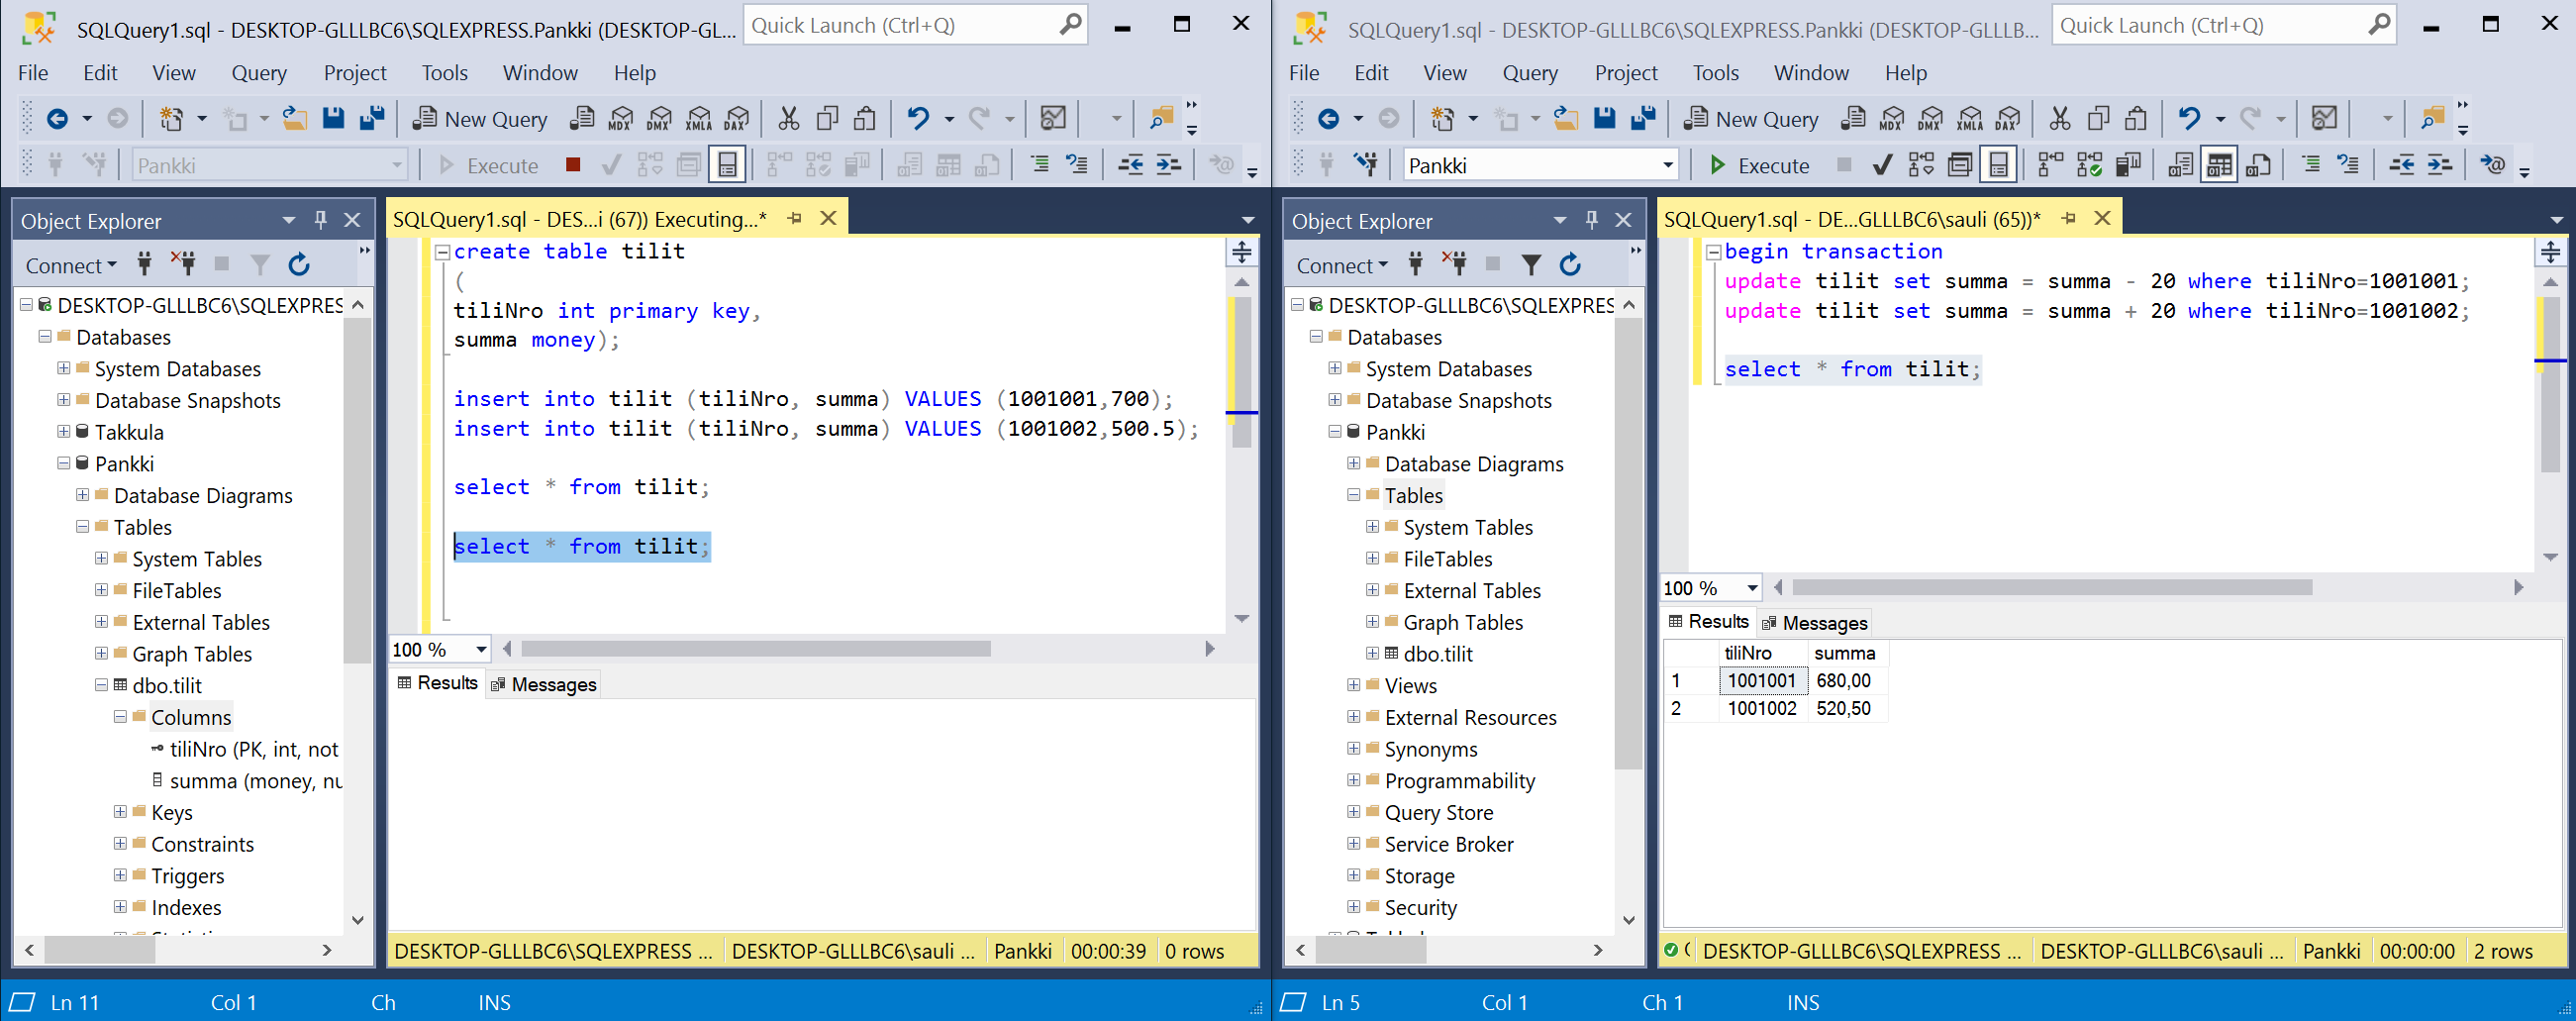 SQLQuery1.sql - DESKTOP-GLLLBC6\SQLEXPRESS.Pankki (DESKTOP-GL...
Quick Launch (Ctrl+Q)
File Edit View Query Project Tools Window Help
New Query MDX DMX XMLA DAX
Pankki Execute
Object Explorer
Connect
DESKTOP-GLLLBC6\SQLEXPRESS
Databases
System Databases
Database Snapshots
Takkula
Pankki
Database Diagrams
Tables
System Tables
FileTables
External Tables
Graph Tables
dbo.tilit
Columns
tiliNro (PK, int, not
summa (money, nu
Keys
Constraints
Triggers
Indexes
SQLQuery1.sql - DES...i (67)) Executing...*
create table tilit
(
tiliNro int primary key,
summa money);
insert into tilit (tiliNro, summa) VALUES (1001001,700);
insert into tilit (tiliNro, summa) VALUES (1001002,500.5);
select * from tilit;
select * from tilit;
100 %
Results Messages
DESKTOP-GLLLBC6\SQLEXPRESS ... DESKTOP-GLLLBC6\sauli ... Pankki 00:00:39 0 rows
Ln 11 Col 1 Ch INS
SQLQuery1.sql - DESKTOP-GLLLBC6\SQLEXPRESS.Pankki (DESKTOP-GLLLB...
Quick Launch (Ctrl+Q)
File Edit View Query Project Tools Window Help
New Query MDX DMX XMLA DAX
Pankki Execute
Object Explorer
Connect
DESKTOP-GLLLBC6\SQLEXPRES
Databases
System Databases
Database Snapshots
Pankki
Database Diagrams
Tables
System Tables
FileTables
External Tables
Graph Tables
dbo.tilit
Views
External Resources
Synonyms
Programmability
Query Store
Service Broker
Storage
Security
SQLQuery1.sql - DE...GLLLBC6\sauli (65))*
begin transaction
update tilit set summa = summa - 20 where tiliNro=1001001;
update tilit set summa = summa + 20 where tiliNro=1001002;
select * from tilit;
100 %
Results Messages
tiliNro summa
1 1001001 680,00
2 1001002 520,50
DESKTOP-GLLLBC6\SQLEXPRESS ... DESKTOP-GLLLBC6\sauli ... Pankki 00:00:00 2 rows
Ln 5 Col 1 Ch 1 INS